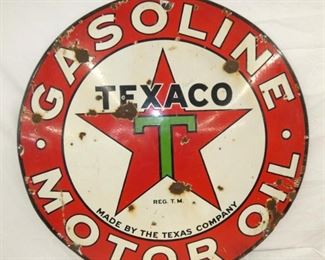 GASOLINE
TEXACO
T
REG. T.M.
MADE BY THE TEXAS COMPANY
• MOTOR OIL •